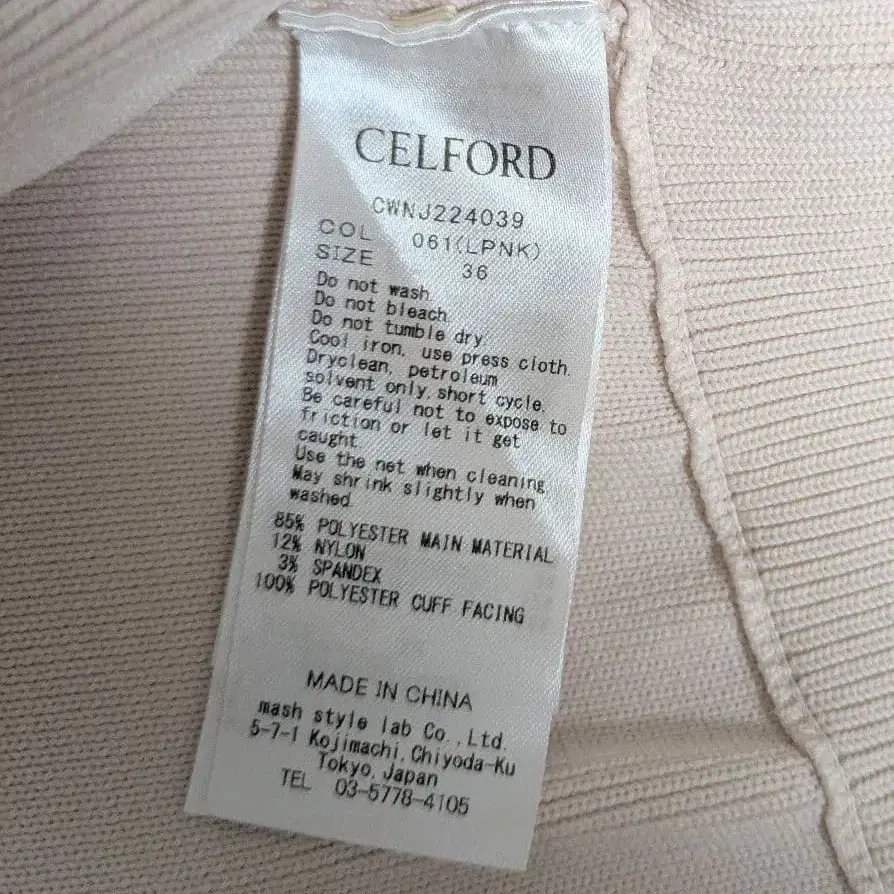 CELFORD
CWNJ224039
COL 061(LPNK)
SIZE 36
Do not wash.
Do not bleach.
Do not tumble dry.
Cool iron, use press cloth.
Dryclean, petroleum
solvent only,short cycle.
Be careful not to expose to
friction or let it get
caught.
Use the net when cleaning.
May shrink slightly when
washed.
85% POLYESTER MAIN MATERIAL
12% NYLON
3% SPANDEX
100% POLYESTER CUFF FACING
MADE IN CHINA
mash style lab Co.,Ltd.
5-7-1 Kojimachi,Chiyoda-Ku
Tokyo,Japan
TEL 03-5778-4105